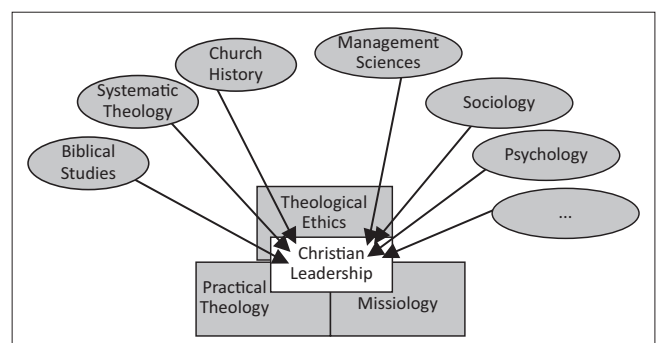 Management
Sciences
Church
History
Systematic
Theology
Sociology
Biblical
Studies
Psychology
Theological
Ethics
...
Christian
Leadership
Practical
Theology
Missiology